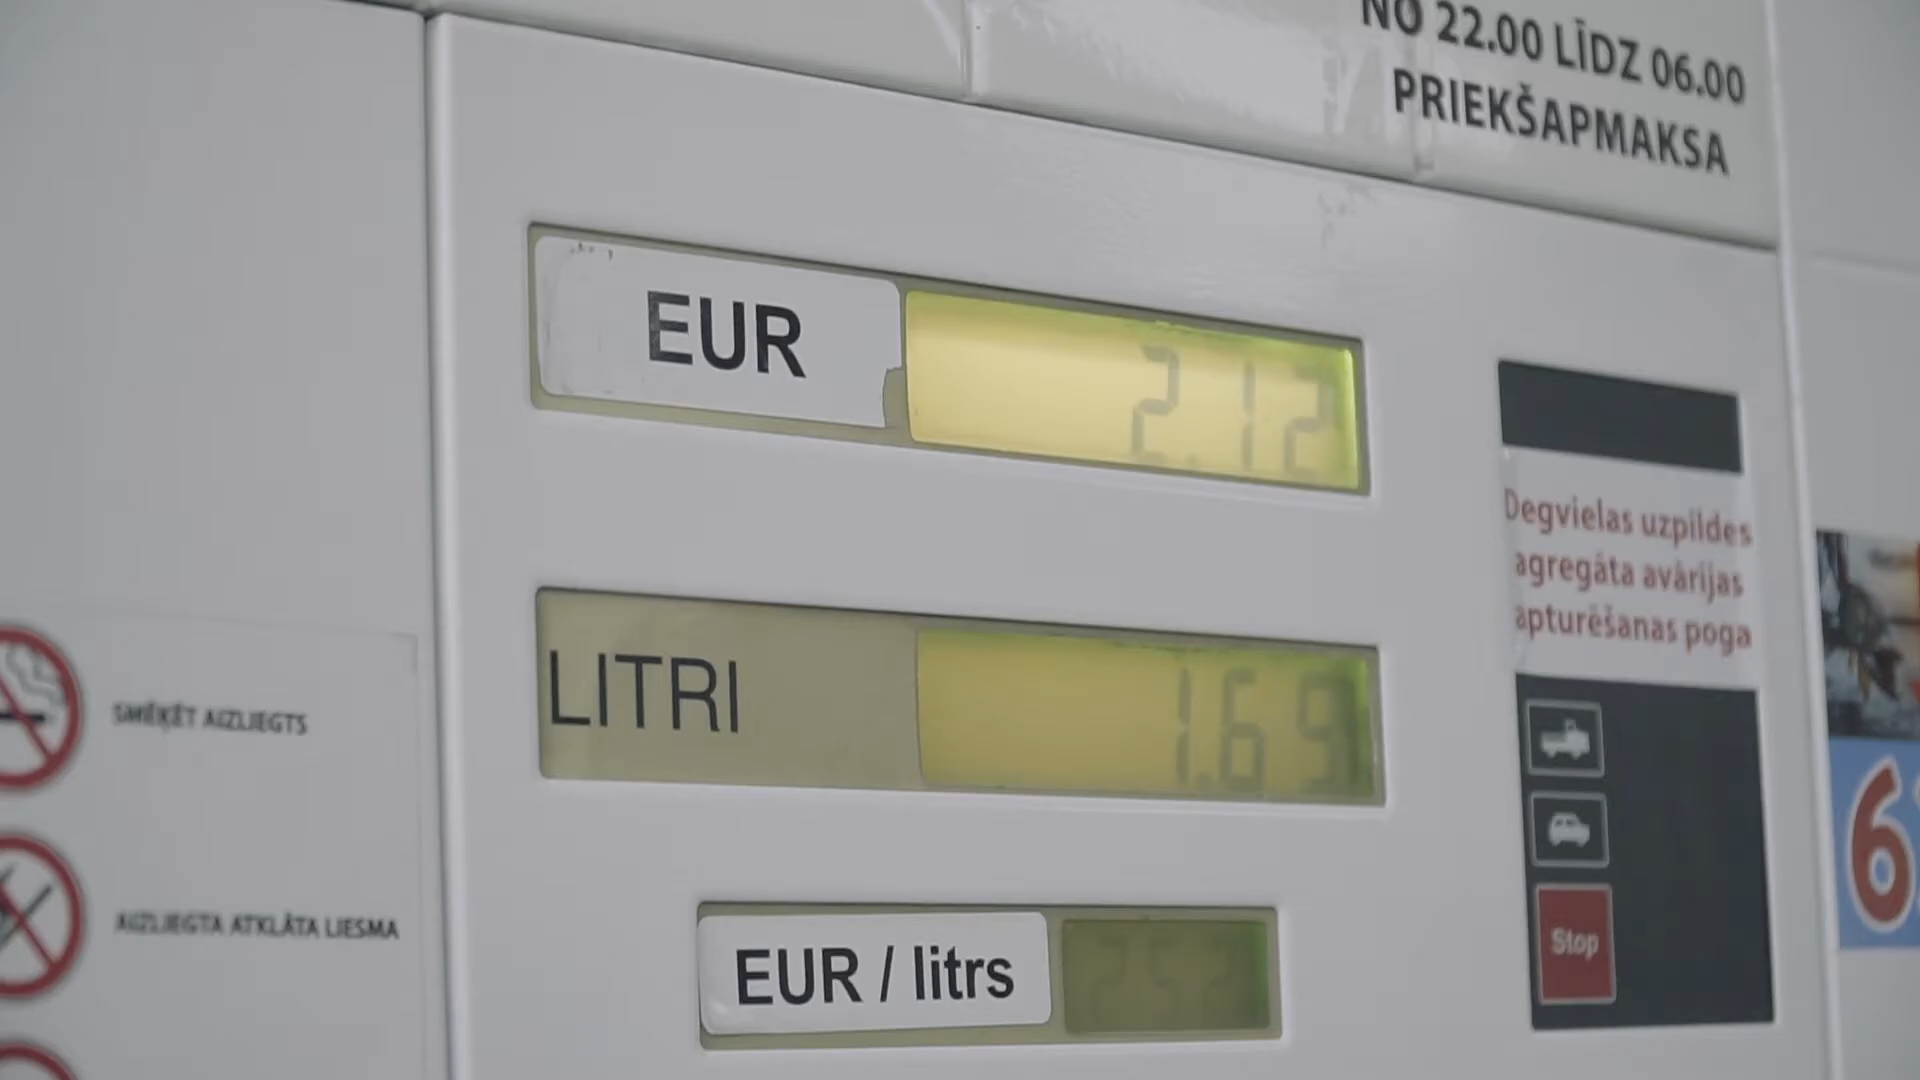 NO 22.00 LĪDZ 06.00
PRIEKŠAPMAKSA
EUR
2.12
LITRI
1.69
EUR / litrs
Degvielas uzpildes
agregāta avārijas
apturēšanas poga
Stop
SMĒĶĒT AIZLIEGTS
AIZLIEGTA ATKLĀTA LIESMA
6